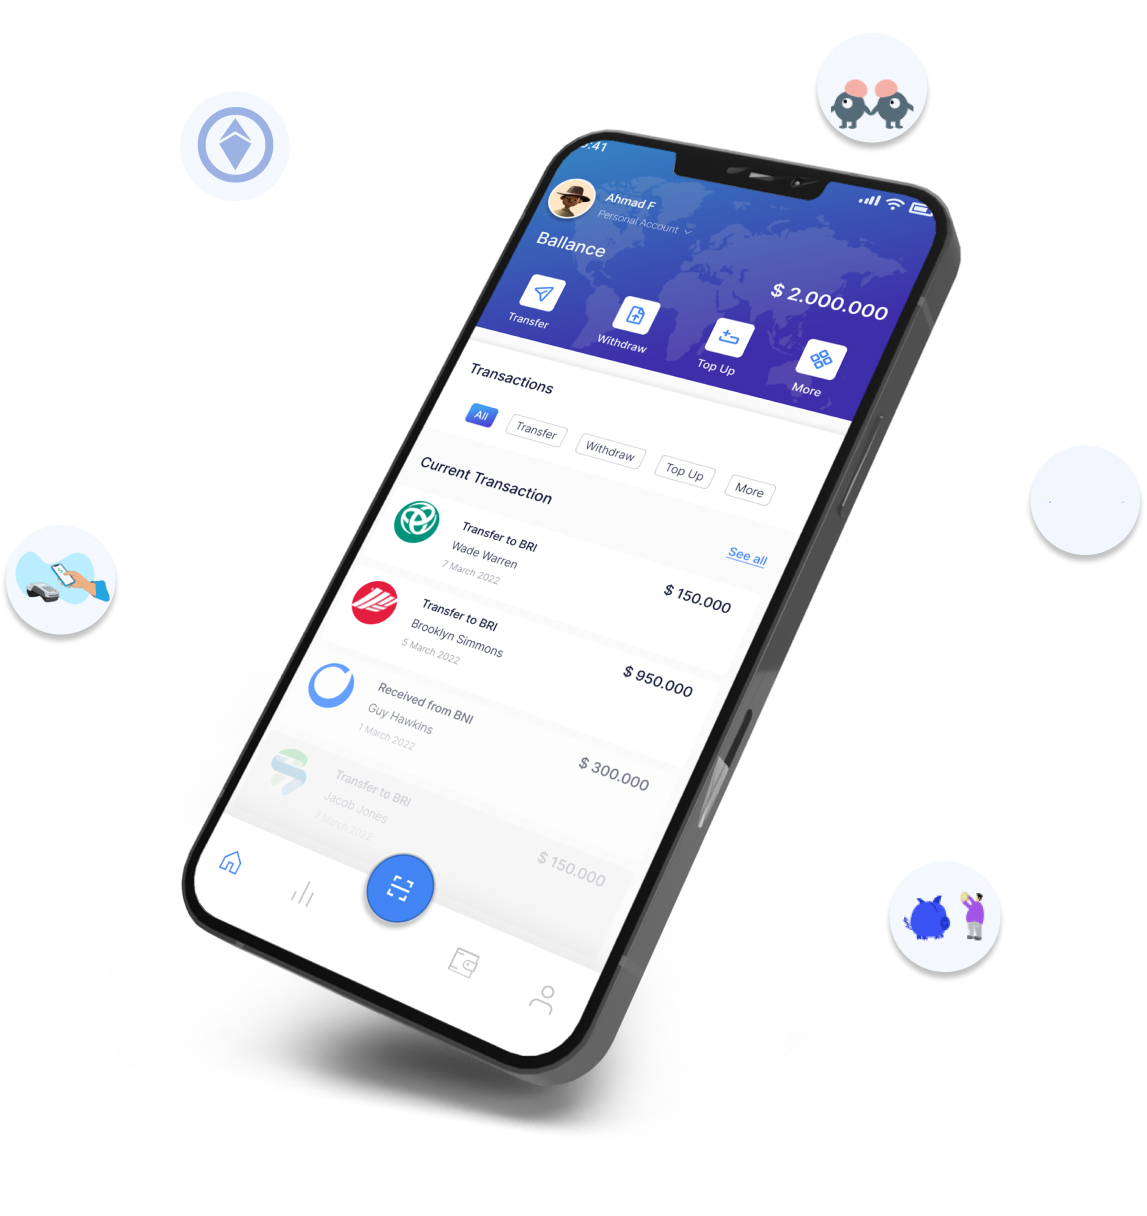 Ahmad F
Personal Account
Ballance
$ 2.000.000
Transfer
Withdraw
Top Up
More
Transactions
All
Transfer
Withdraw
Top Up
More
Current Transaction
See all
Transfer to BRI
Wade Warren
7 March 2022
$ 150.000
Transfer to BRI
Brooklyn Simmons
5 March 2022
$ 950.000
Received from BNI
Guy Hawkins
1 March 2022
$ 300.000
Transfer to BRI
Jacob Jones
7 March 2022
$ 150.000